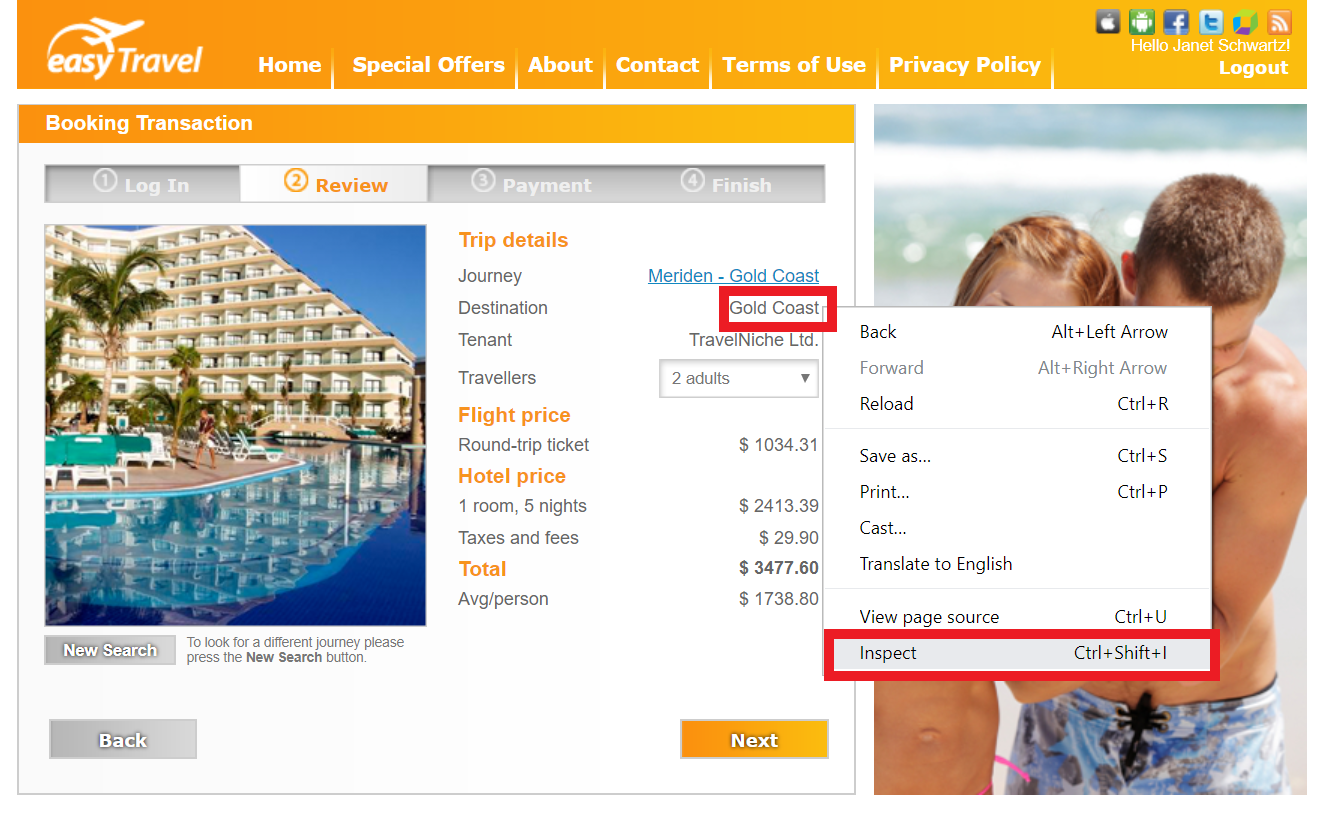 easyTravel
Home
Special Offers
About
Contact
Terms of Use
Privacy Policy
Hello Janet Schwartz!
Logout
Booking Transaction
1 Log In
2 Review
3 Payment
4 Finish
Trip details
Journey Meriden - Gold Coast
Destination Gold Coast
Tenant TravelNiche Ltd.
Travellers 2 adults ▼
Flight price
Round-trip ticket $ 1034.31
Hotel price
1 room, 5 nights $ 2413.39
Taxes and fees $ 29.90
Total $ 3477.60
Avg/person $ 1738.80
New Search
To look for a different journey please
press the New Search button.
Back
Next
Back Alt+Left Arrow
Forward Alt+Right Arrow
Reload Ctrl+R
Save as... Ctrl+S
Print... Ctrl+P
Cast...
Translate to English
View page source Ctrl+U
Inspect Ctrl+Shift+I